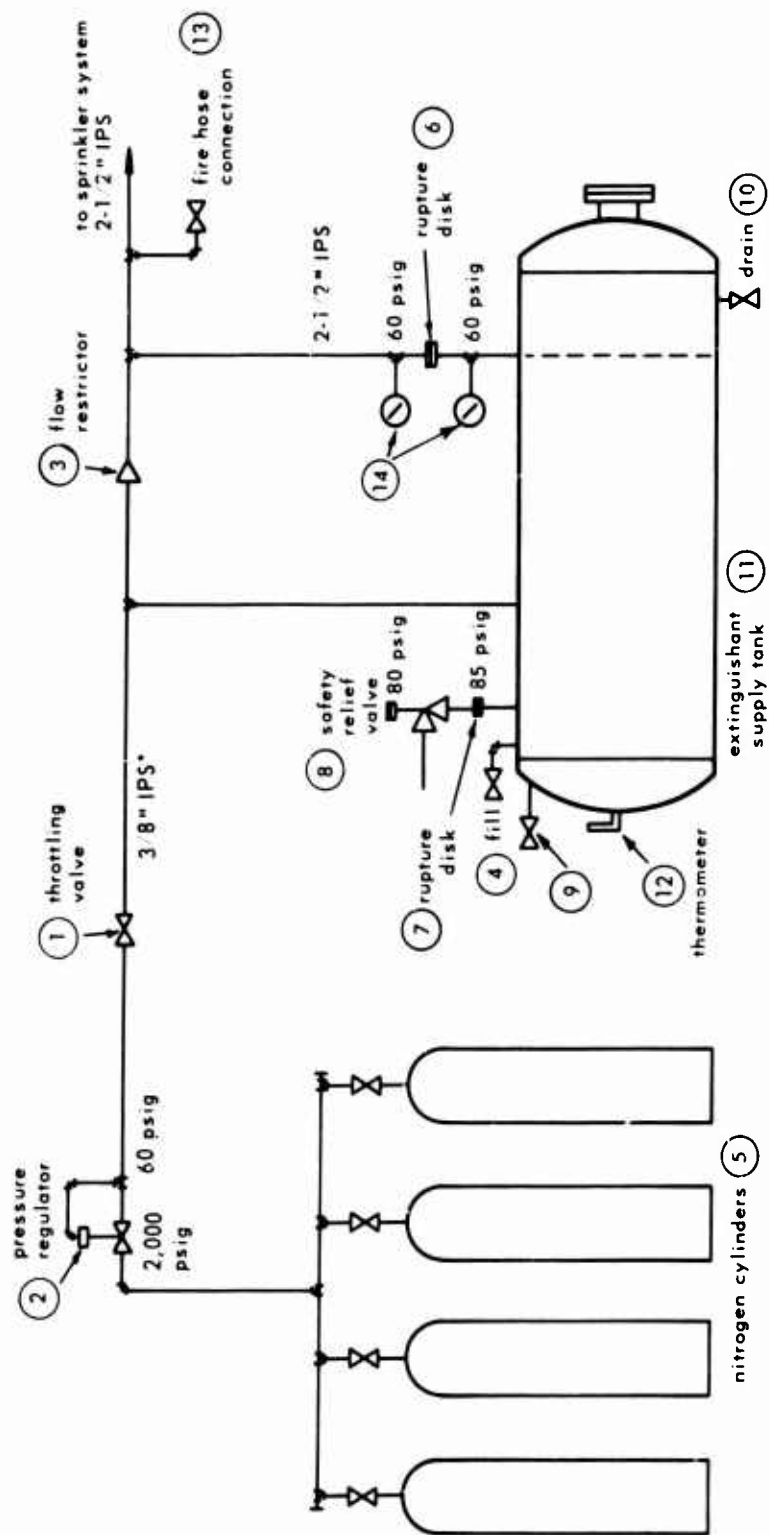 2
pressure
regulator
2,000
psig
60 psig
1
throttling
valve
3/8" IPS*
3
flow
restrictor
to sprinkler system
2-1/2" IPS
fire hose
connection
13
2-1/2" IPS
60 psig
rupture
disk
6
60 psig
14
8
safety
relief
valve
80 psig
85 psig
7
rupture
disk
4
fill
9
12
thermometer
nitrogen cylinders
5
extinguishant
supply tank
11
drain
10